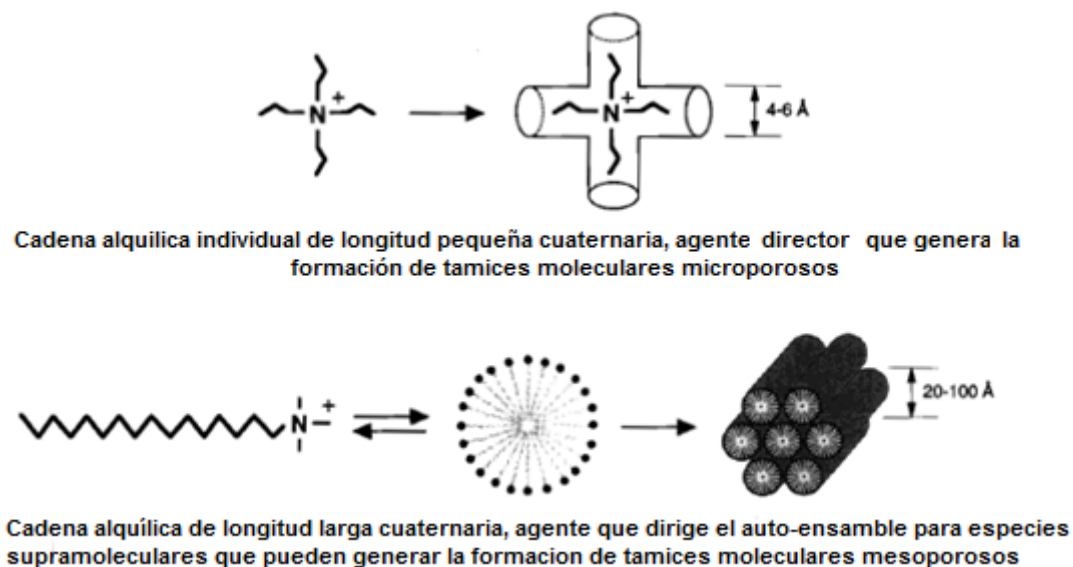 N
+
N
+
4-6 Å
Cadena alquilica individual de longitud pequeña cuaternaria, agente director que genera la
formación de tamices moleculares microporosos
N
+
20-100 Å
Cadena alquílica de longitud larga cuaternaria, agente que dirige el auto-ensamble para especies
supramoleculares que pueden generar la formacion de tamices moleculares mesoporosos